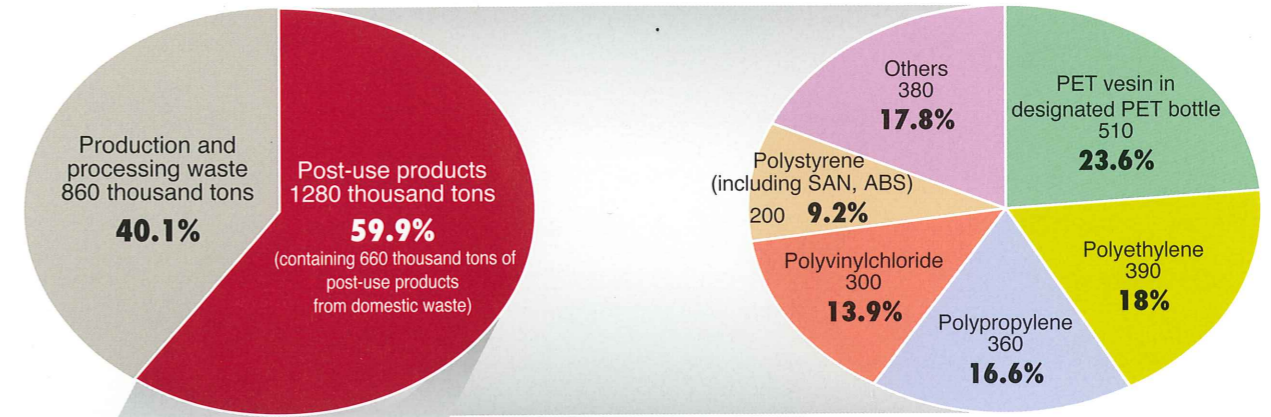 Production and
processing waste
860 thousand tons
40.1%
Post-use products
1280 thousand tons
59.9%
(containing 660 thousand tons of
post-use products
from domestic waste)
Others
380
17.8%
PET vesin in
designated PET bottle
510
23.6%
Polystyrene
(including SAN, ABS)
200 9.2%
Polyethylene
390
18%
Polyvinylchloride
300
13.9%
Polypropylene
360
16.6%